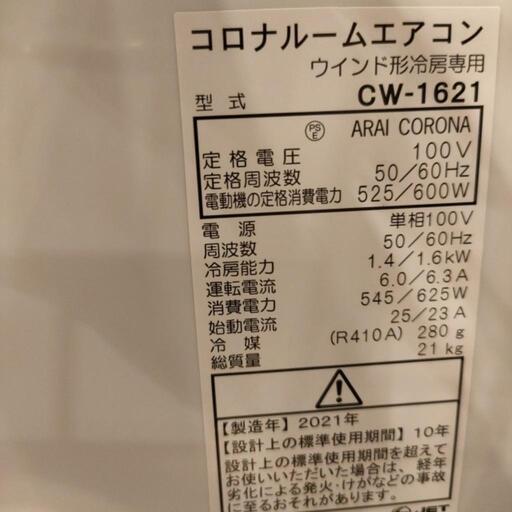 コロナルームエアコン
ウインド形冷房専用
型式 CW-1621
PS E ARAI CORONA
定格電圧 100V
定格周波数 50/60Hz
電動機の定格消費電力 525/600W
電源 単相100V
周波数 50/60Hz
冷房能力 1.4/1.6kW
運転電流 6.0/6.3A
消費電力 545/625W
始動電流 25/23A
冷媒 (R410A) 280g
総質量 21kg
【製造年】2021年
【設計上の標準使用期間】10年
設計上の標準使用期間を超えて
お使いいただいた場合は、経年
劣化による発火・けがなどの事故
に至るおそれがあります。
JET